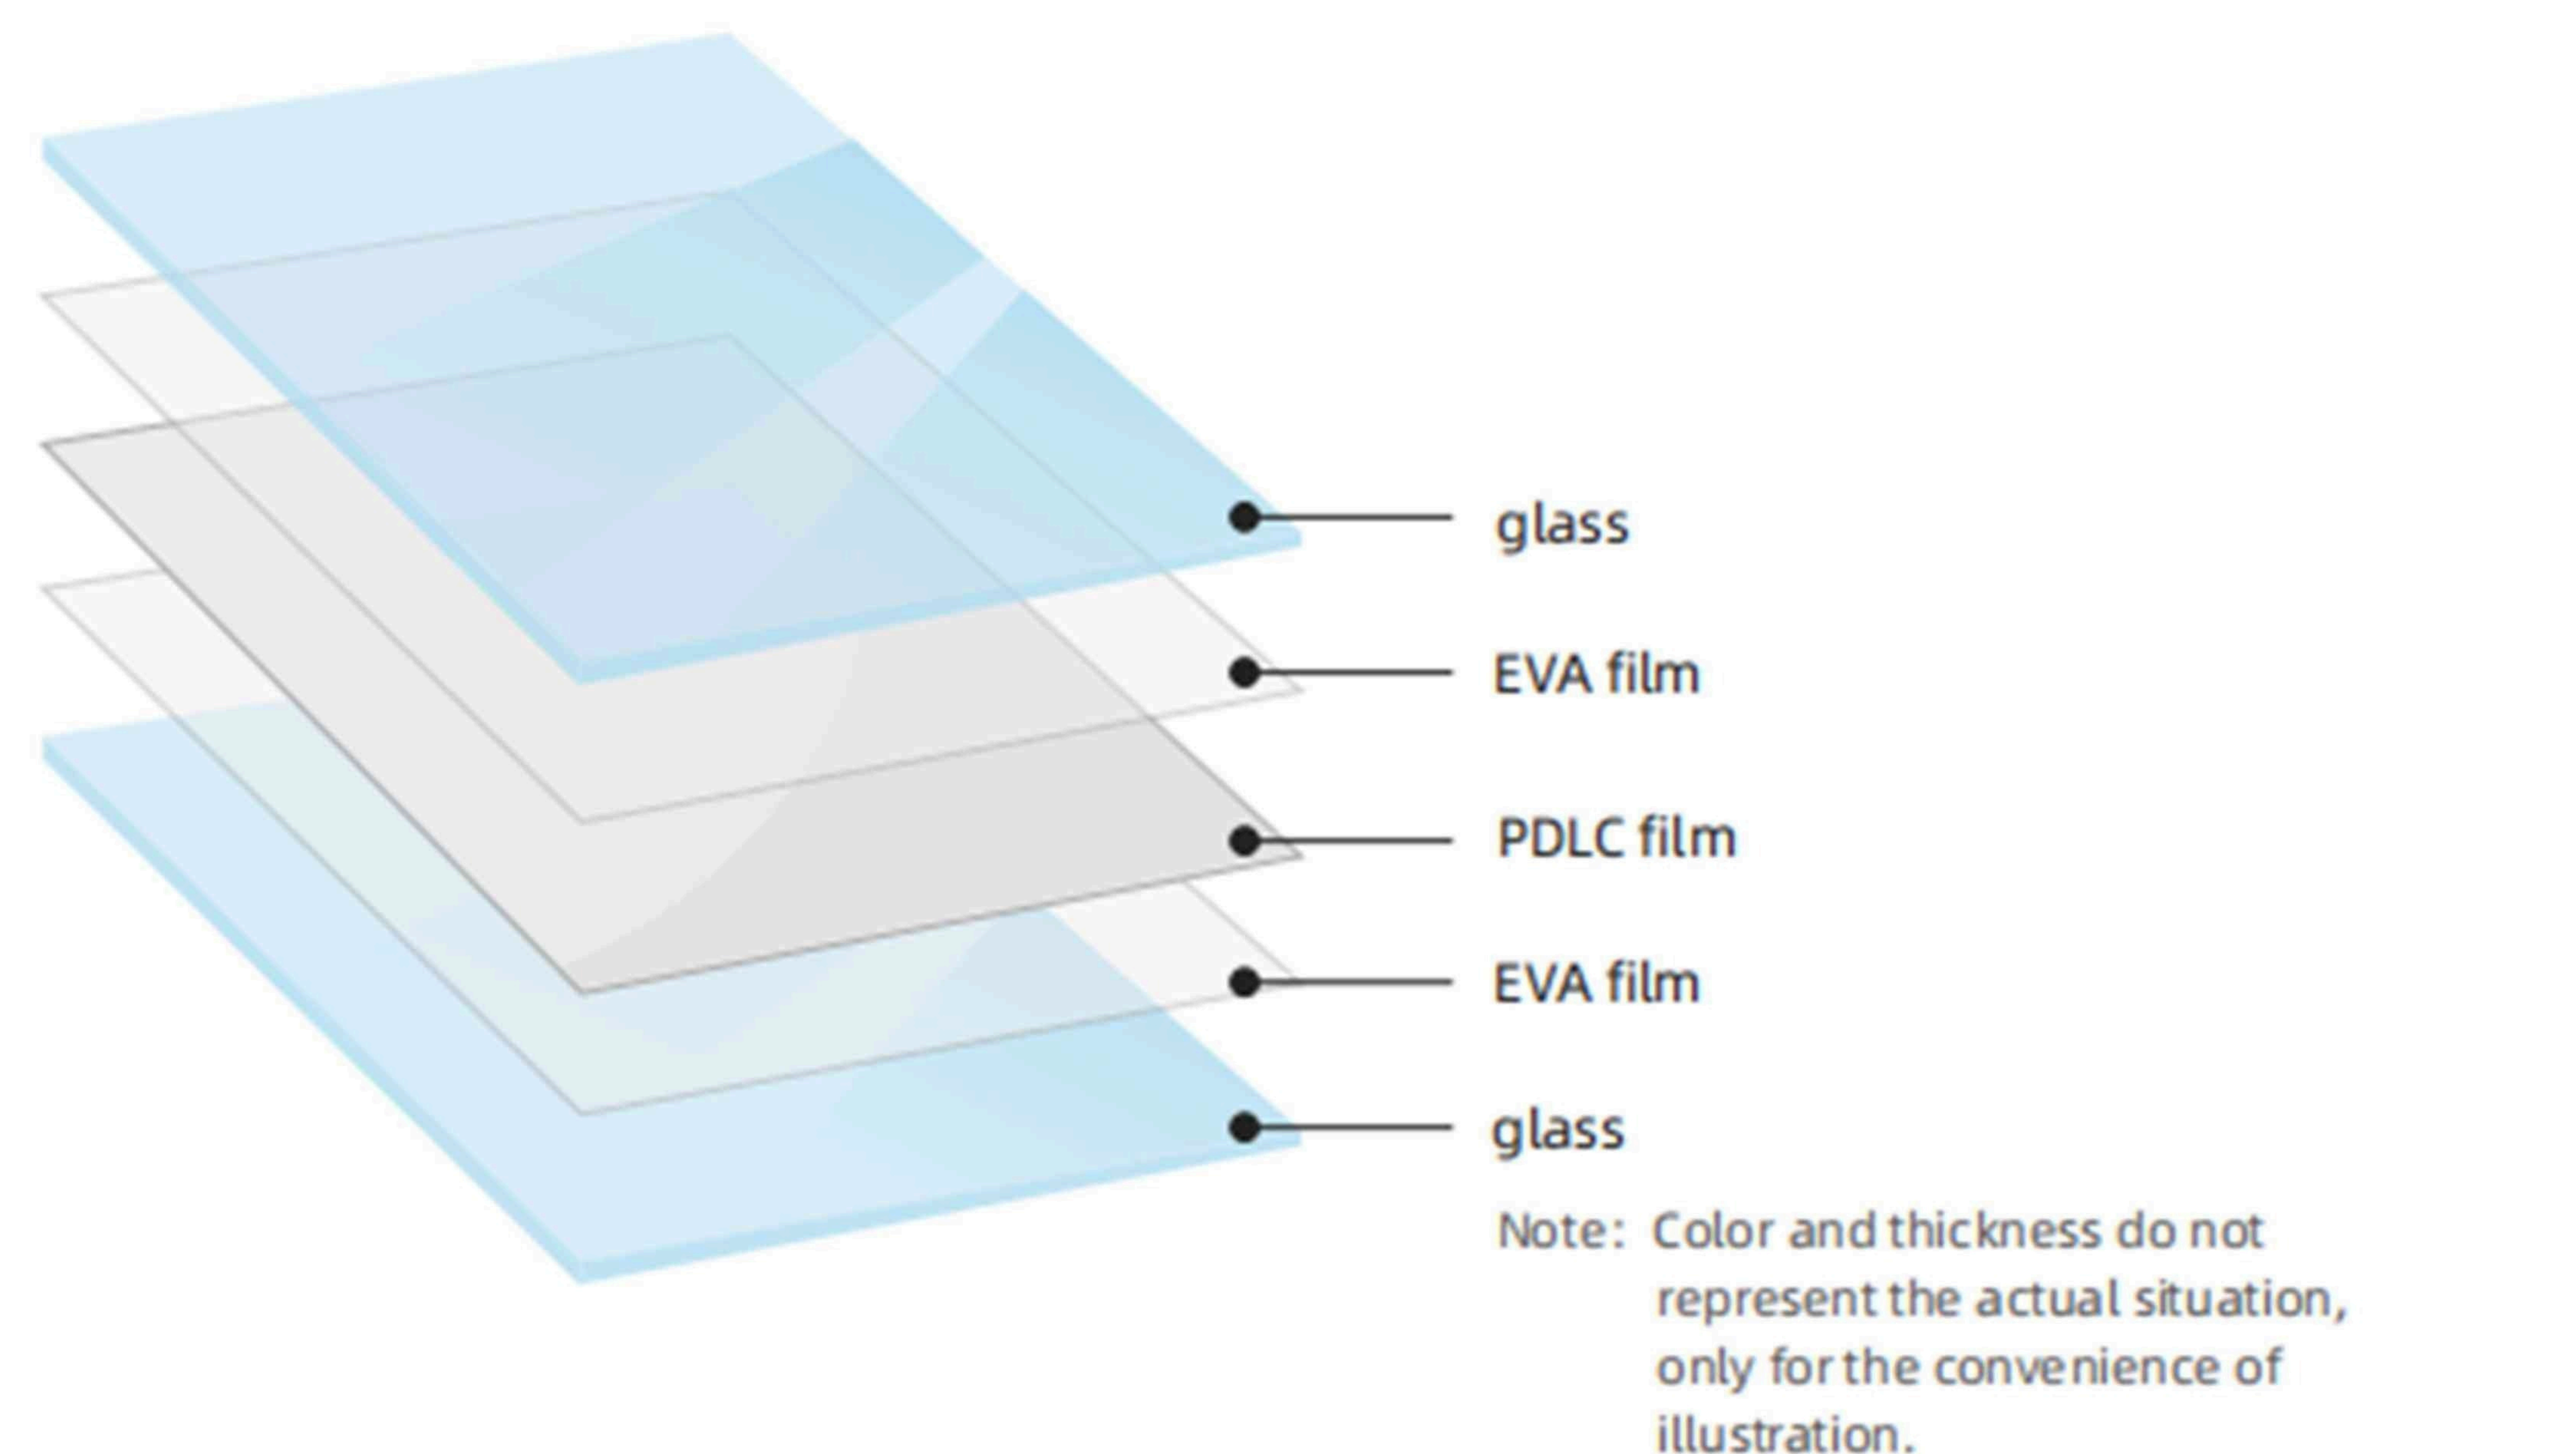 glass
EVA film
PDLC film
EVA film
glass
Note: Color and thickness do not
represent the actual situation,
only for the convenience of
illustration.